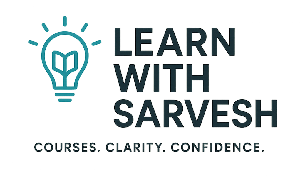 LEARN
WITH
SARVESH
COURSES. CLARITY. CONFIDENCE.